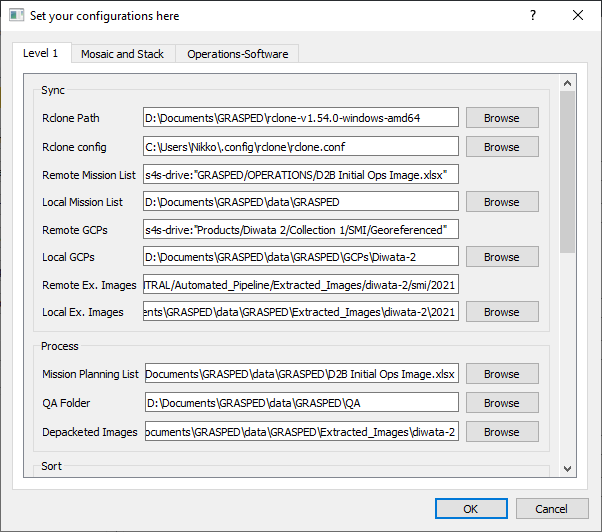 Set your configurations here
Level 1 Mosaic and Stack Operations-Software
Sync
Rclone Path D:\Documents\GRASPED\rclone-v1.54.0-windows-amd64 Browse
Rclone config C:\Users\Nikko\.config\rclone\rclone.conf Browse
Remote Mission List s4s-drive:"GRASPED/OPERATIONS/D2B Initial Ops Image.xlsx"
Local Mission List D:\Documents\GRASPED\data\GRASPED Browse
Remote GCPs s4s-drive:"Products/Diwata 2/Collection 1/SMI/Georeferenced"
Local GCPs D:\Documents\GRASPED\data\GRASPED\GCPs\Diwata-2 Browse
Remote Ex. Images NTRAL/Automated_Pipeline/Extracted_Images/diwata-2/smi/2021
Local Ex. Images ents\GRASPED\data\GRASPED\Extracted_Images\diwata-2\2021 Browse
Process
Mission Planning List Documents\GRASPED\data\GRASPED\D2B Initial Ops Image.xlsx Browse
QA Folder D:\Documents\GRASPED\data\GRASPED\QA Browse
Depacketed Images ocuments\GRASPED\data\GRASPED\Extracted_Images\diwata-2 Browse
Sort
OK Cancel